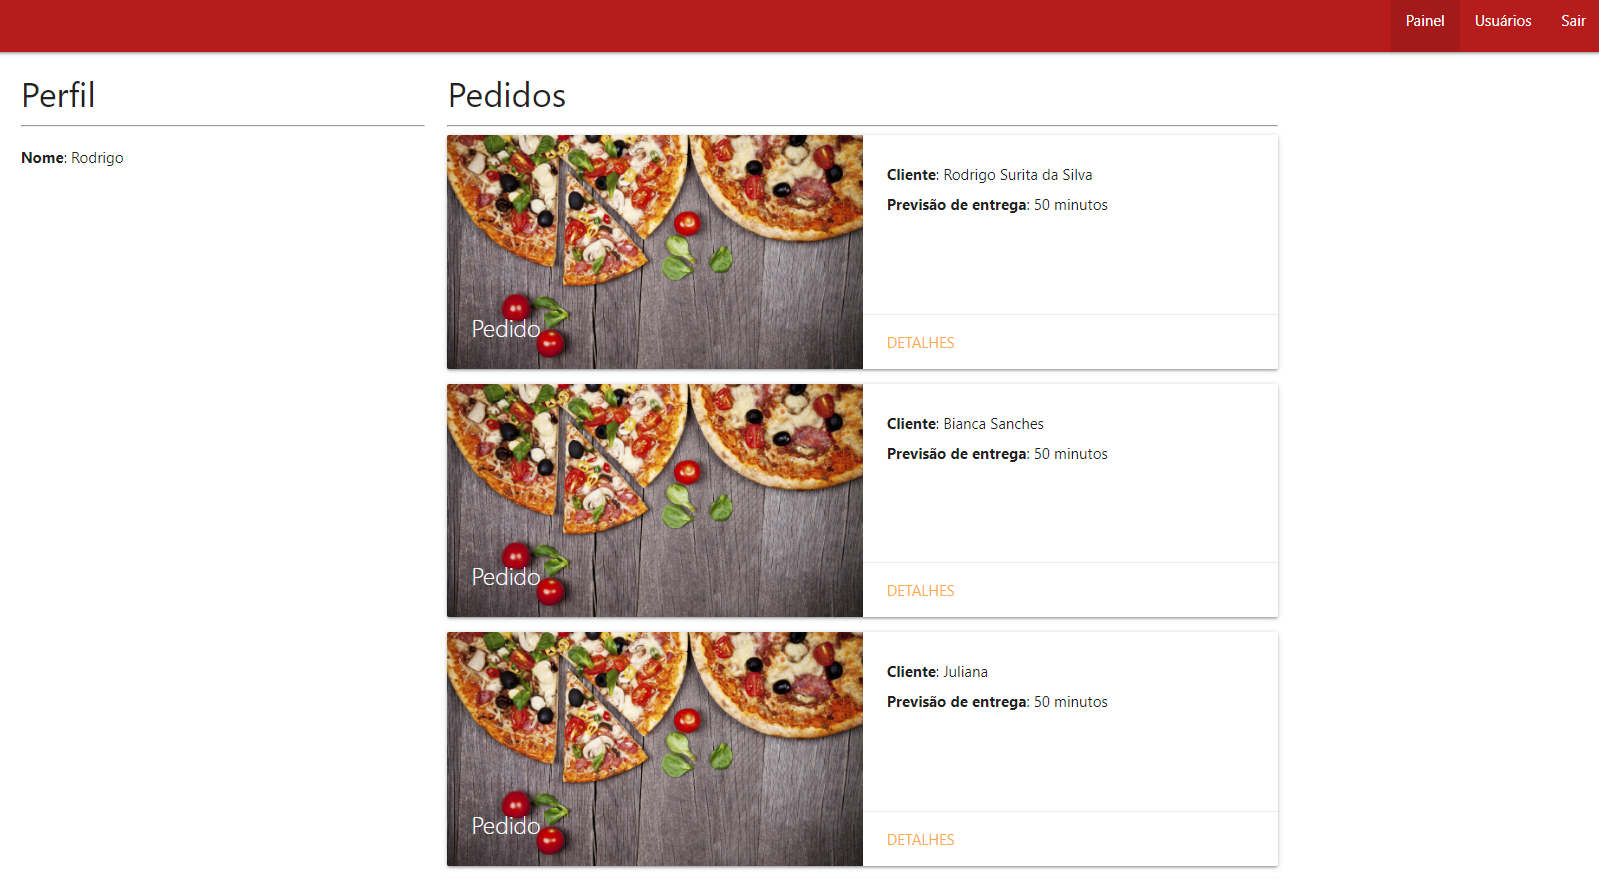 Painel Usuários Sair
Perfil
Nome: Rodrigo
Pedidos
Pedido
Cliente: Rodrigo Surita da Silva
Previsão de entrega: 50 minutos
DETALHES
Pedido
Cliente: Bianca Sanches
Previsão de entrega: 50 minutos
DETALHES
Pedido
Cliente: Juliana
Previsão de entrega: 50 minutos
DETALHES